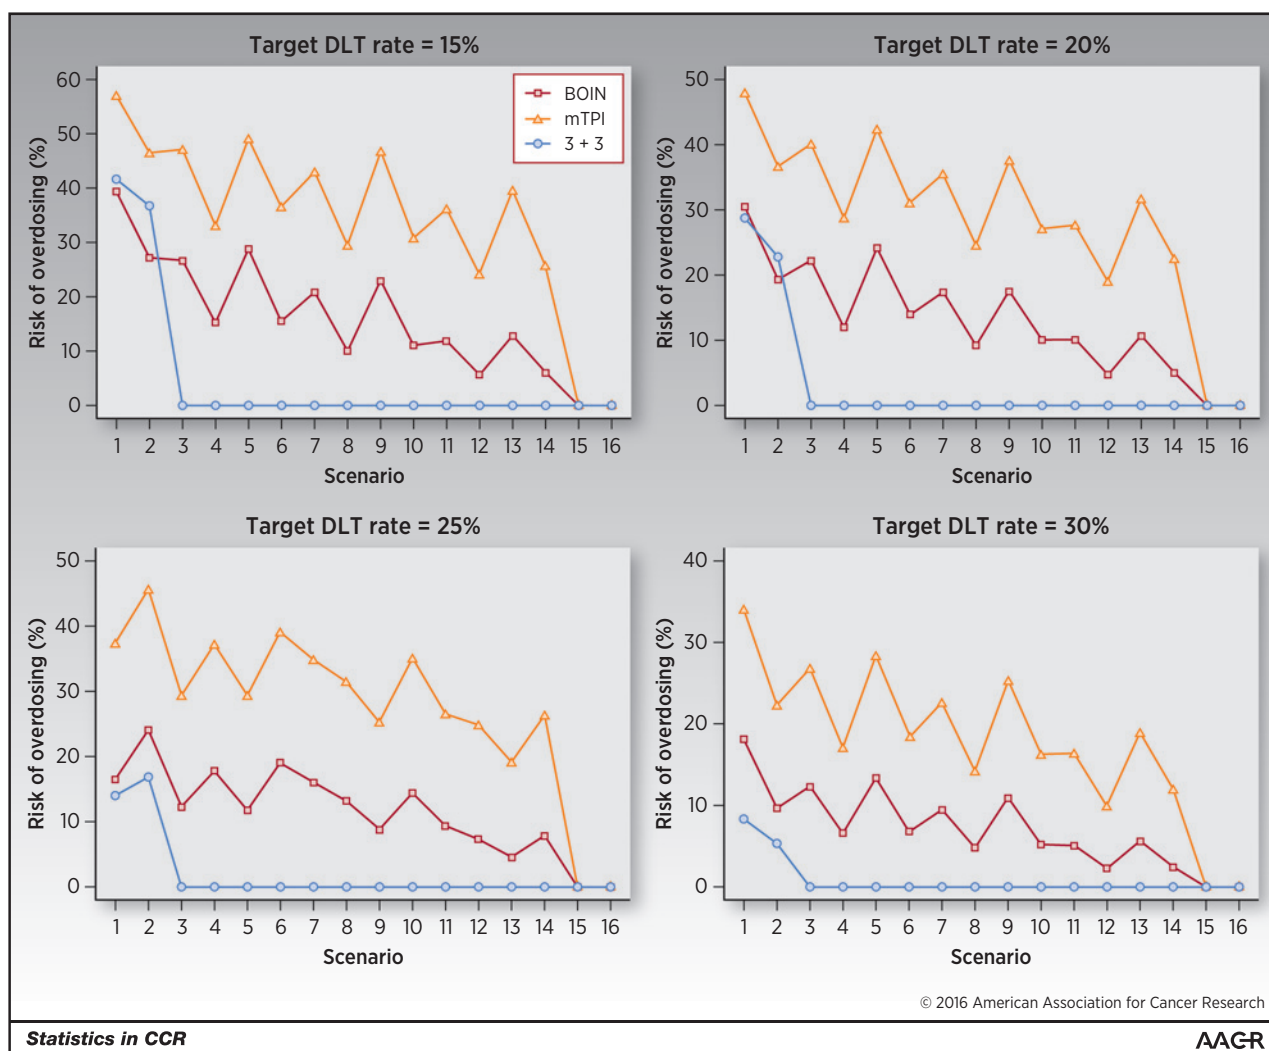 Target DLT rate = 15%
Risk of overdosing (%)
60
50
40
30
20
10
0
BOIN
mTPI
3 + 3
1 2 3 4 5 6 7 8 9 10 11 12 13 14 15 16
Scenario
Target DLT rate = 20%
Risk of overdosing (%)
50
40
30
20
10
0
1 2 3 4 5 6 7 8 9 10 11 12 13 14 15 16
Scenario
Target DLT rate = 25%
Risk of overdosing (%)
50
40
30
20
10
0
1 2 3 4 5 6 7 8 9 10 11 12 13 14 15 16
Scenario
Target DLT rate = 30%
Risk of overdosing (%)
40
30
20
10
0
1 2 3 4 5 6 7 8 9 10 11 12 13 14 15 16
Scenario
© 2016 American Association for Cancer Research
Statistics in CCR
AACR